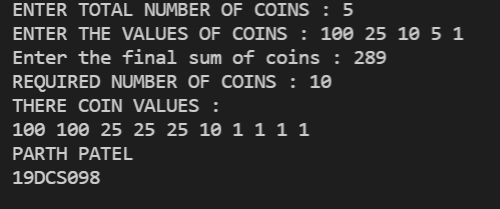 ENTER TOTAL NUMBER OF COINS : 5
ENTER THE VALUES OF COINS : 100 25 10 5 1
Enter the final sum of coins : 289
REQUIRED NUMBER OF COINS : 10
THERE COIN VALUES :
100 100 25 25 25 10 1 1 1 1
PARTH PATEL
19DCS098